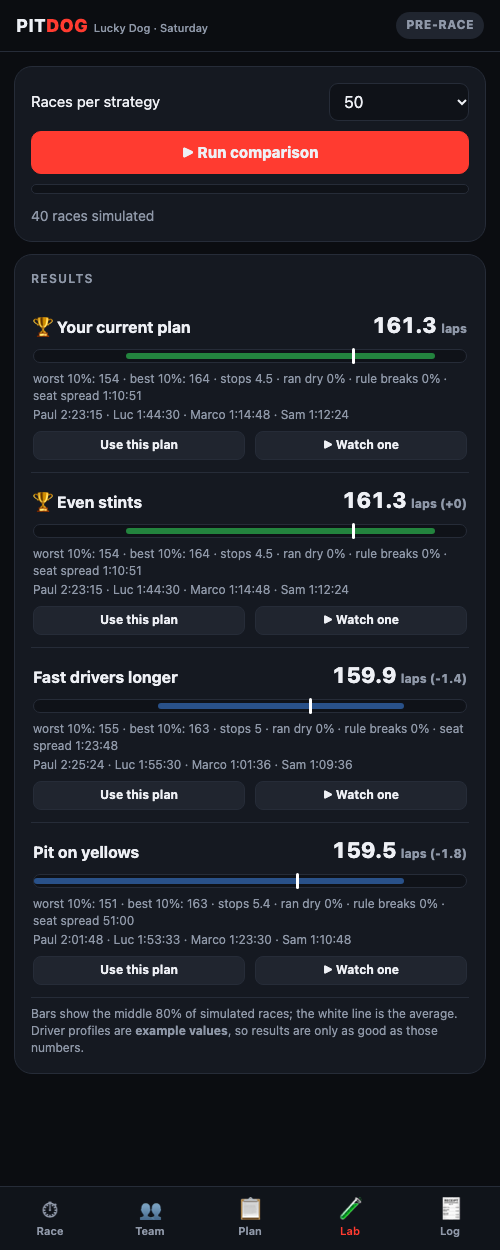 PITDOG Lucky Dog · Saturday
PRE-RACE
Races per strategy
50
▶ Run comparison
40 races simulated
RESULTS
🏆 Your current plan
161.3 laps
worst 10%: 154 · best 10%: 164 · stops 4.5 · ran dry 0% · rule breaks 0% ·
seat spread 1:10:51
Paul 2:23:15 · Luc 1:44:30 · Marco 1:14:48 · Sam 1:12:24
Use this plan
▶ Watch one
🏆 Even stints
161.3 laps (+0)
worst 10%: 154 · best 10%: 164 · stops 4.5 · ran dry 0% · rule breaks 0% ·
seat spread 1:10:51
Paul 2:23:15 · Luc 1:44:30 · Marco 1:14:48 · Sam 1:12:24
Use this plan
▶ Watch one
Fast drivers longer
159.9 laps (-1.4)
worst 10%: 155 · best 10%: 163 · stops 5 · ran dry 0% · rule breaks 0% · seat
spread 1:23:48
Paul 2:25:24 · Luc 1:55:30 · Marco 1:01:36 · Sam 1:09:36
Use this plan
▶ Watch one
Pit on yellows
159.5 laps (-1.8)
worst 10%: 151 · best 10%: 163 · stops 5.4 · ran dry 0% · rule breaks 0% ·
seat spread 51:00
Paul 2:01:48 · Luc 1:53:33 · Marco 1:23:30 · Sam 1:10:48
Use this plan
▶ Watch one
Bars show the middle 80% of simulated races; the white line is the average.
Driver profiles are example values, so results are only as good as those
numbers.
Race
Team
Plan
Lab
Log